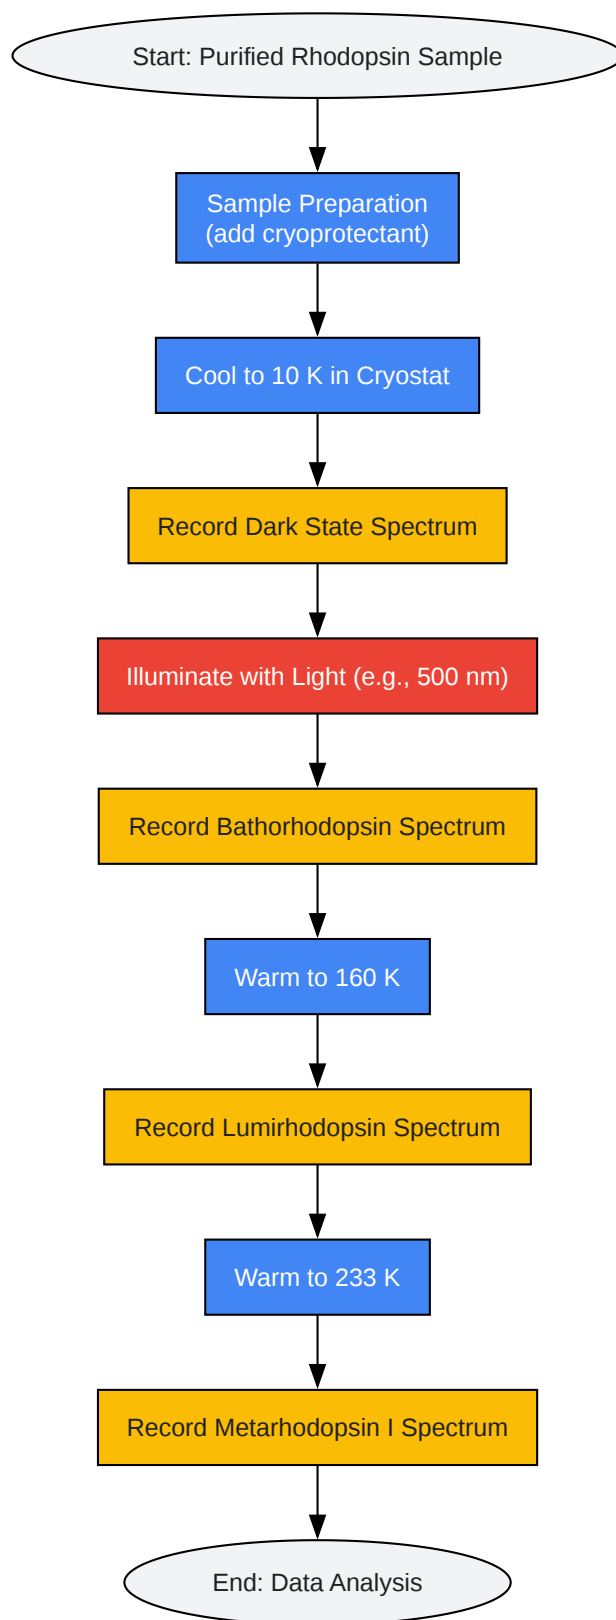 Start: Purified Rhodopsin Sample
Sample Preparation
(add cryoprotectant)
Cool to 10 K in Cryostat
Record Dark State Spectrum
Illuminate with Light (e.g., 500 nm)
Record Bathorhodopsin Spectrum
Warm to 160 K
Record Lumirhodopsin Spectrum
Warm to 233 K
Record Metarhodopsin I Spectrum
End: Data Analysis